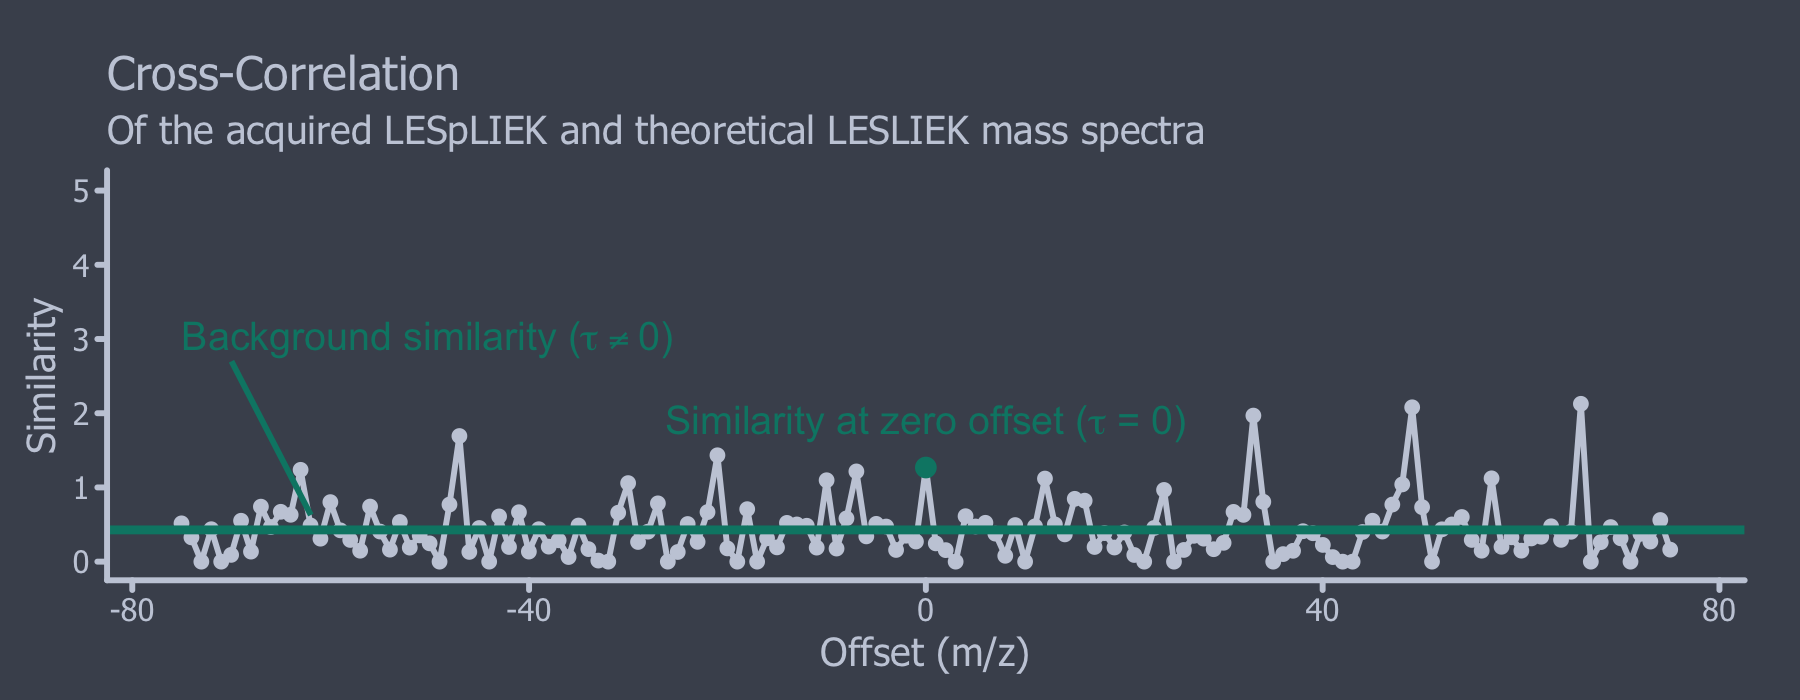 Cross-Correlation
Of the acquired LESpLIEK and theoretical LESLIEK mass spectra
5
4
3
2
1
0
Similarity
Background similarity (τ ≠ 0)
Similarity at zero offset (τ = 0)
-80
-40
0
40
80
Offset (m/z)